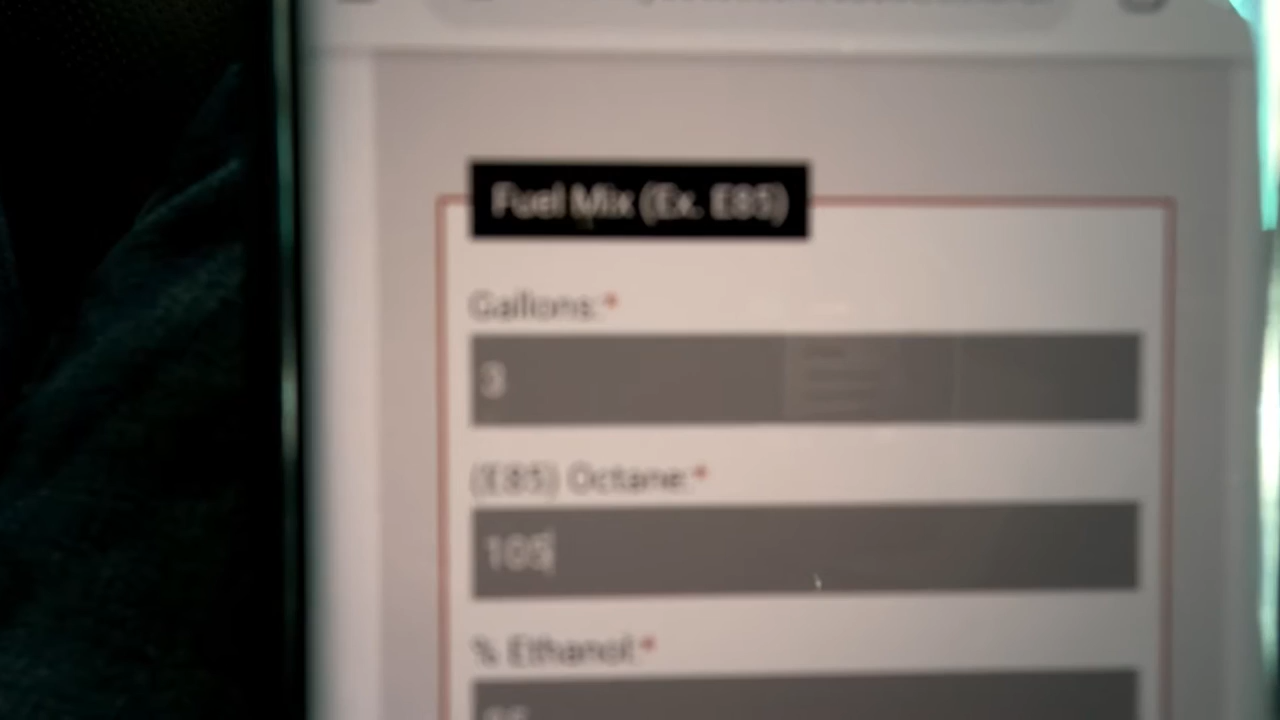 Fuel Mix (Ex. E85)
Gallons:*
3
(E85) Octane:*
105
% Ethanol:*